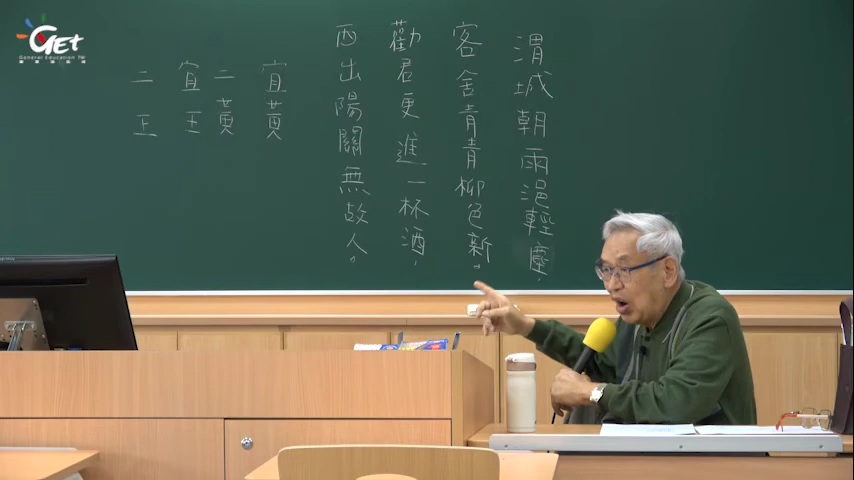 渭城朝雨浥輕塵，
客舍青青柳色新。
勸君更進一杯酒，
西出陽關無故人。
宜黃
二黃
宜王
二王
GET
General Education TW